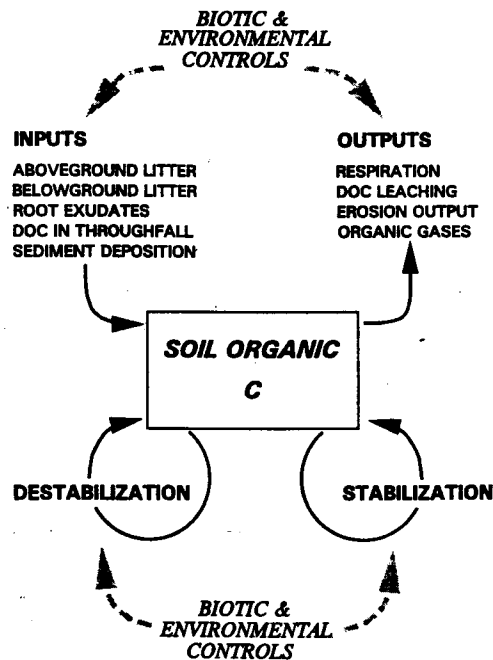 BIOTIC &
ENVIRONMENTAL
CONTROLS
INPUTS
ABOVEGROUND LITTER
BELOWGROUND LITTER
ROOT EXUDATES
DOC IN THROUGHFALL
SEDIMENT DEPOSITION
OUTPUTS
RESPIRATION
DOC LEACHING
EROSION OUTPUT
ORGANIC GASES
SOIL ORGANIC
C
DESTABILIZATION
STABILIZATION
BIOTIC &
ENVIRONMENTAL
CONTROLS